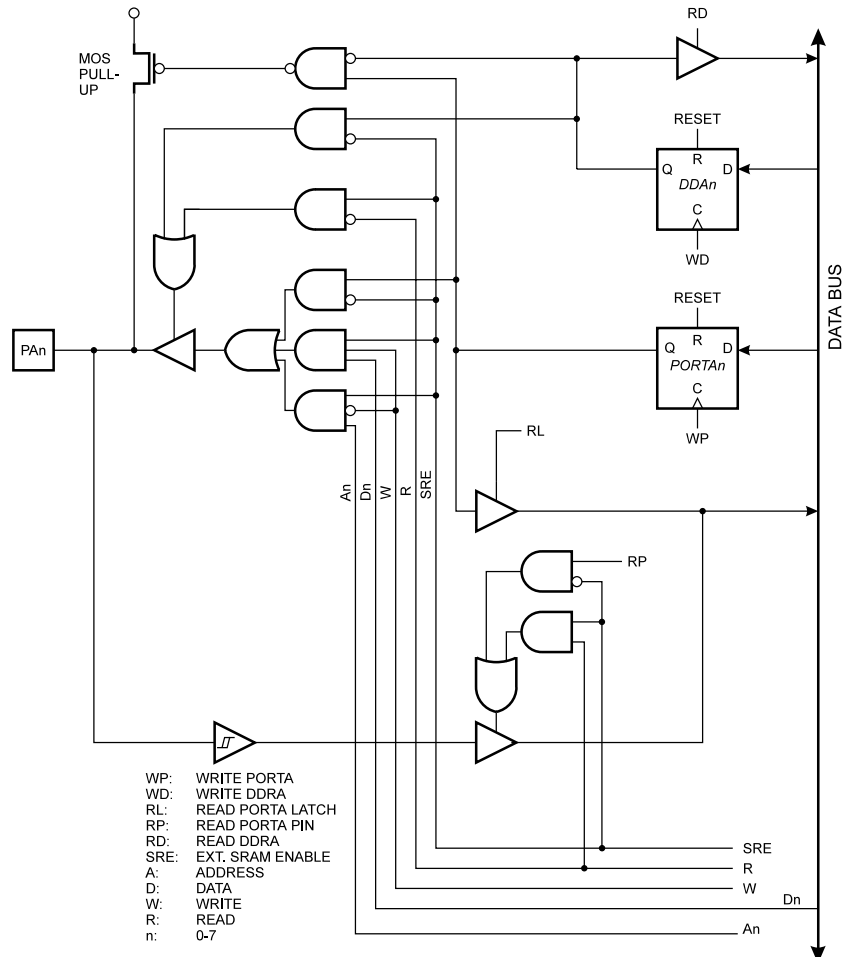 RD
MOS
PULL-
UP
RESET
R
Q
D
DDAn
C
WD
RESET
R
Q
D
PORTAn
C
WP
DATA BUS
PAn
RL
An
Dn
W
R
SRE
RP
WP: WRITE PORTA
WD: WRITE DDRA
RL: READ PORTA LATCH
RP: READ PORTA PIN
RD: READ DDRA
SRE: EXT. SRAM ENABLE
A: ADDRESS
D: DATA
W: WRITE
R: READ
n: 0-7
SRE
R
W
Dn
An